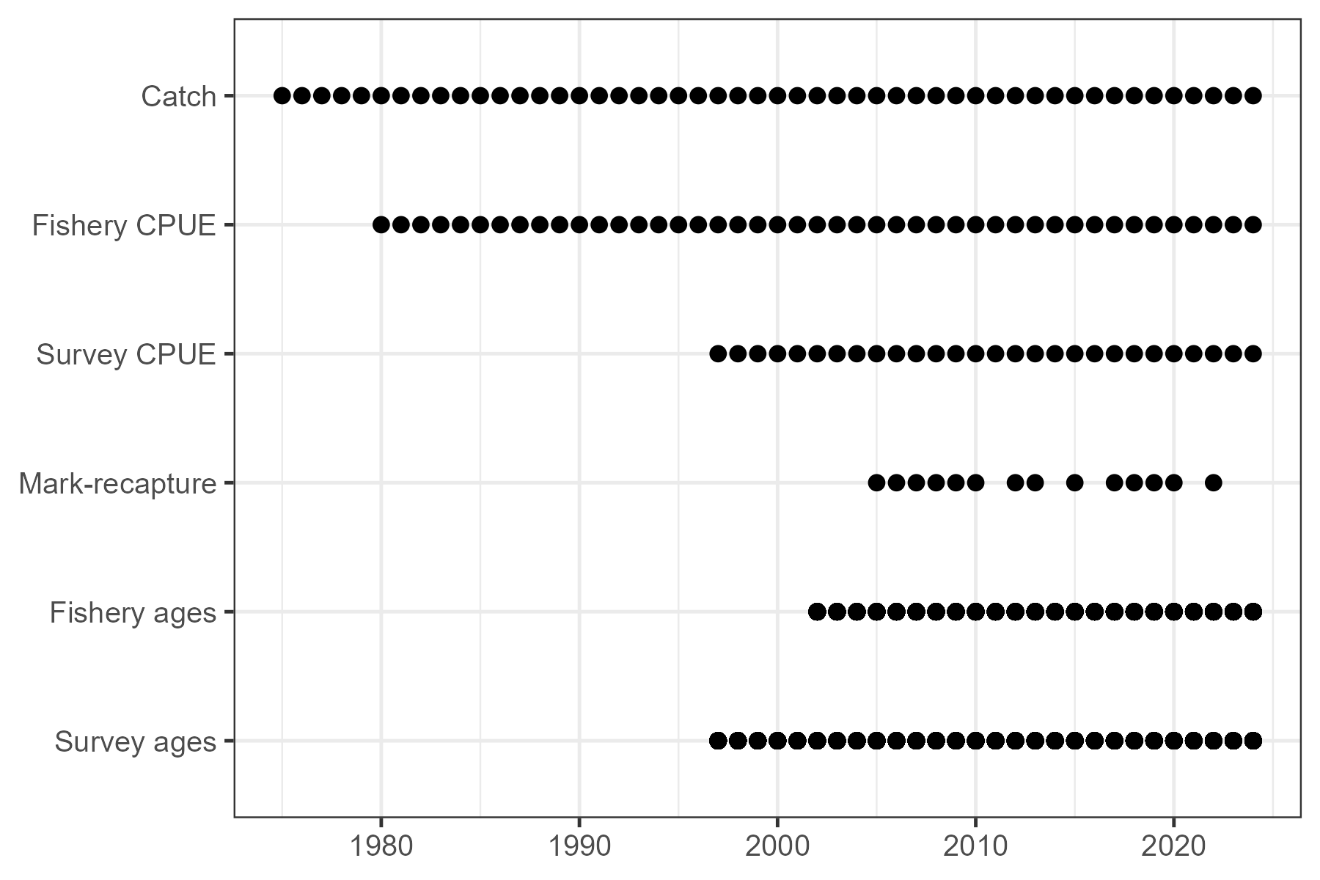 Catch
Fishery CPUE
Survey CPUE
Mark-recapture
Fishery ages
Survey ages
1980 1990 2000 2010 2020